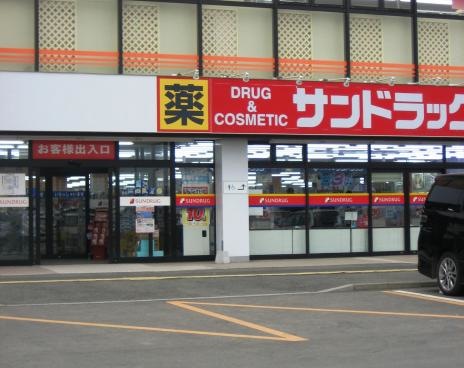 薬
DRUG
&
COSMETIC
サンドラッグ
お客様出入口
SUNDRUG
SUNDRUG
SUNDRUG
SUNDRUG
SUNDRUG
SUNDRUG